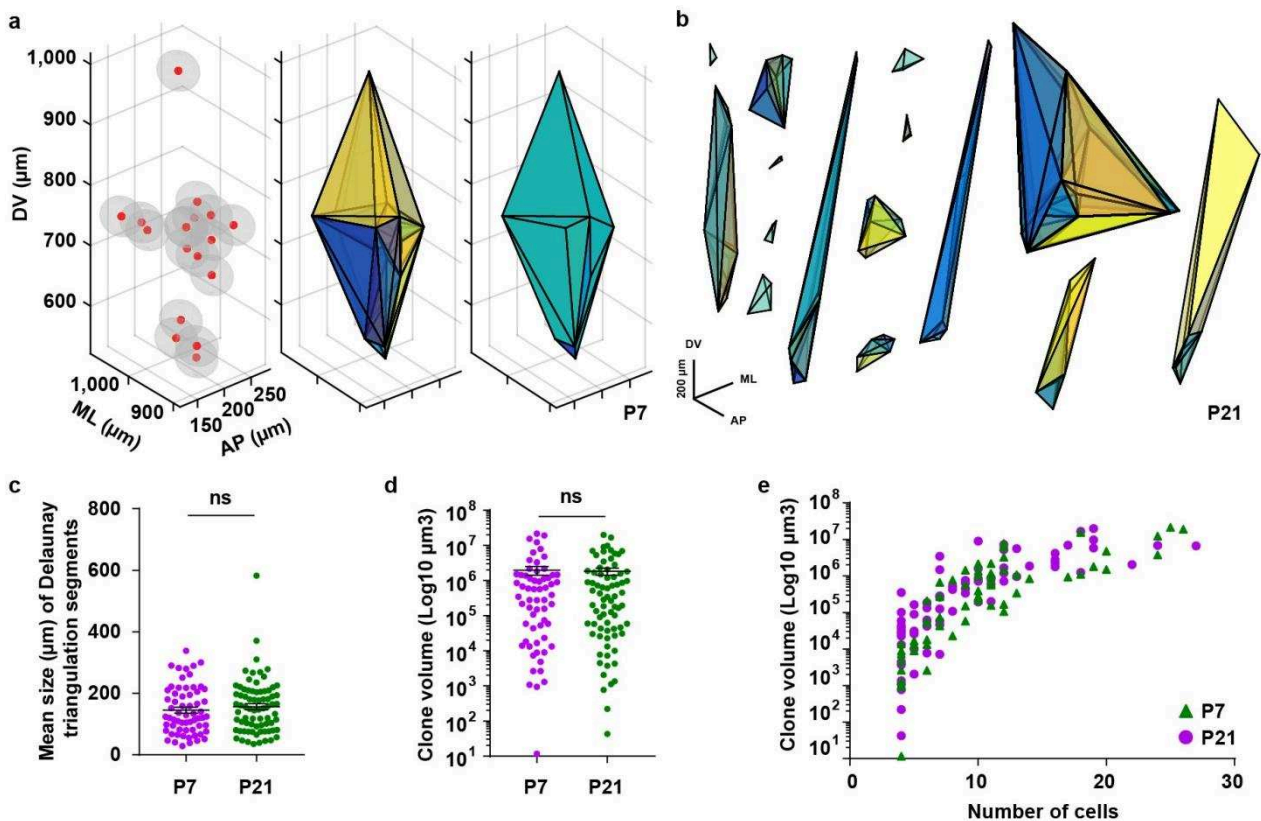 a
DV (µm)
1,000
900
800
700
600
1,000
900
ML (µm)
150
200
250
AP (µm)
P7
b
DV
ML
AP
200 µm
P21
c
Mean size (µm) of Delaunay
triangulation segments
ns
800
600
400
200
0
P7
P21
d
Clone volume (Log10 µm3)
ns
10^8
10^7
10^6
10^5
10^4
10^3
10^2
10^1
P7
P21
e
Clone volume (Log10 µm3)
10^8
10^7
10^6
10^5
10^4
10^3
10^2
10^1
0
10
20
30
Number of cells
P7
P21